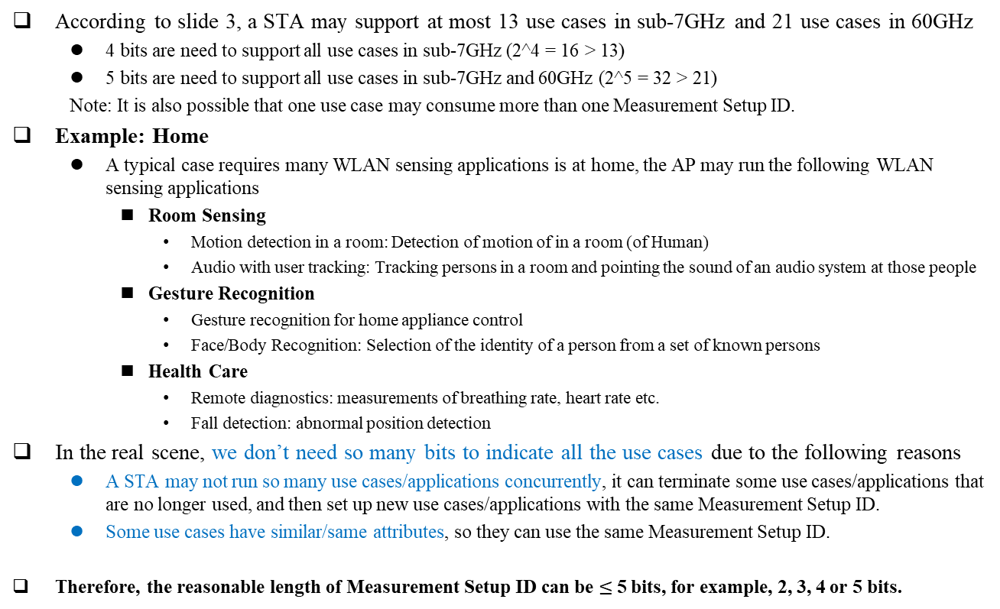 ❑ According to slide 3, a STA may support at most 13 use cases in sub-7GHz and 21 use cases in 60GHz
● 4 bits are need to support all use cases in sub-7GHz (2^4 = 16 > 13)
● 5 bits are need to support all use cases in sub-7GHz and 60GHz (2^5 = 32 > 21)
Note: It is also possible that one use case may consume more than one Measurement Setup ID.
❑ Example: Home
● A typical case requires many WLAN sensing applications is at home, the AP may run the following WLAN
sensing applications
■ Room Sensing
• Motion detection in a room: Detection of motion of in a room (of Human)
• Audio with user tracking: Tracking persons in a room and pointing the sound of an audio system at those people
■ Gesture Recognition
• Gesture recognition for home appliance control
• Face/Body Recognition: Selection of the identity of a person from a set of known persons
■ Health Care
• Remote diagnostics: measurements of breathing rate, heart rate etc.
• Fall detection: abnormal position detection
❑ In the real scene, we don’t need so many bits to indicate all the use cases due to the following reasons
● A STA may not run so many use cases/applications concurrently, it can terminate some use cases/applications that
are no longer used, and then set up new use cases/applications with the same Measurement Setup ID.
● Some use cases have similar/same attributes, so they can use the same Measurement Setup ID.
❑ Therefore, the reasonable length of Measurement Setup ID can be ≤ 5 bits, for example, 2, 3, 4 or 5 bits.